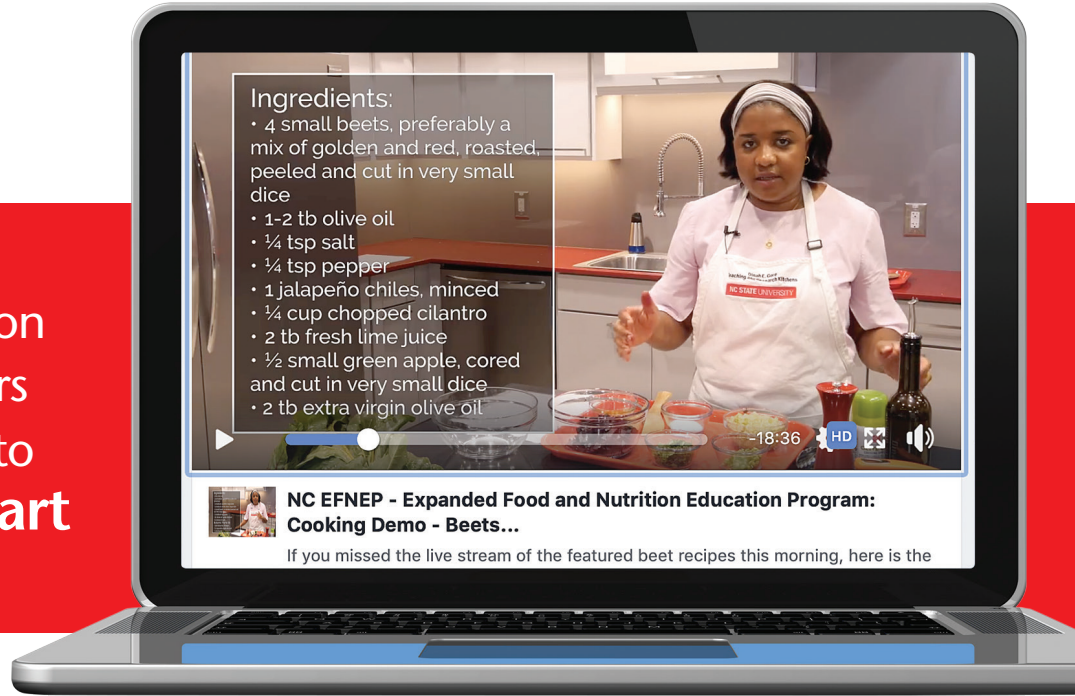 on
rs
to
art
Ingredients:
• 4 small beets, preferably a
mix of golden and red, roasted,
peeled and cut in very small
dice
• 1-2 tb olive oil
• ¼ tsp salt
• ¼ tsp pepper
• 1 jalapeño chiles, minced
• ¼ cup chopped cilantro
• 2 tb fresh lime juice
• ½ small green apple, cored
and cut in very small dice
• 2 tb extra virgin olive oil
NC STATE UNIVERSITY
-18:36
HD
NC EFNEP - Expanded Food and Nutrition Education Program:
Cooking Demo - Beets...
If you missed the live stream of the featured beet recipes this morning, here is the